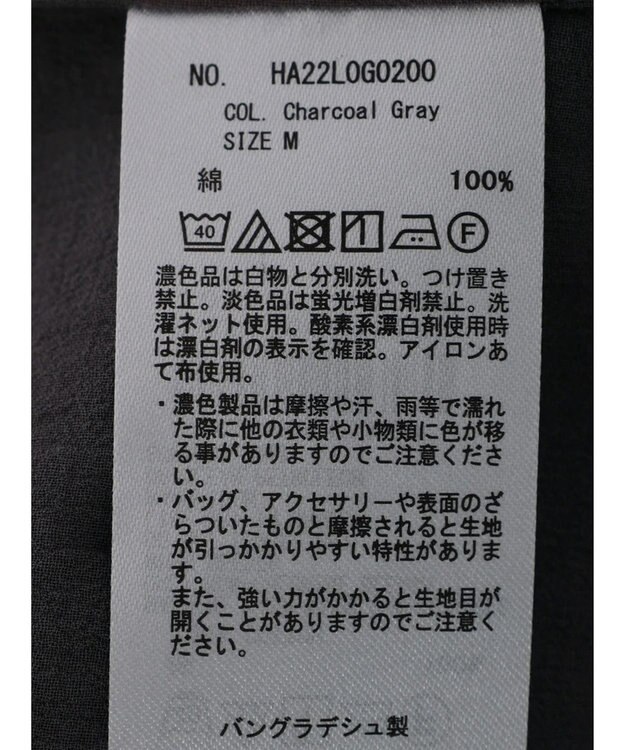 NO. HA22L0G0200
COL. Charcoal Gray
SIZE M
綿 100%
40 F
濃色品は白物と分別洗い。つけ置き
禁止。淡色品は蛍光増白剤禁止。洗
濯ネット使用。酸素系漂白剤使用時
は漂白剤の表示を確認。アイロンあ
て布使用。
・濃色製品は摩擦や汗、雨等で濡れ
た際に他の衣類や小物類に色が移
る事がありますのでご注意くださ
い。
・バッグ、アクセサリーや表面のざ
らついたものと摩擦されると生地
が引っかかりやすい特性がありま
す。
また、強い力がかかると生地目が
開くことがありますのでご注意く
ださい。
バングラデシュ製